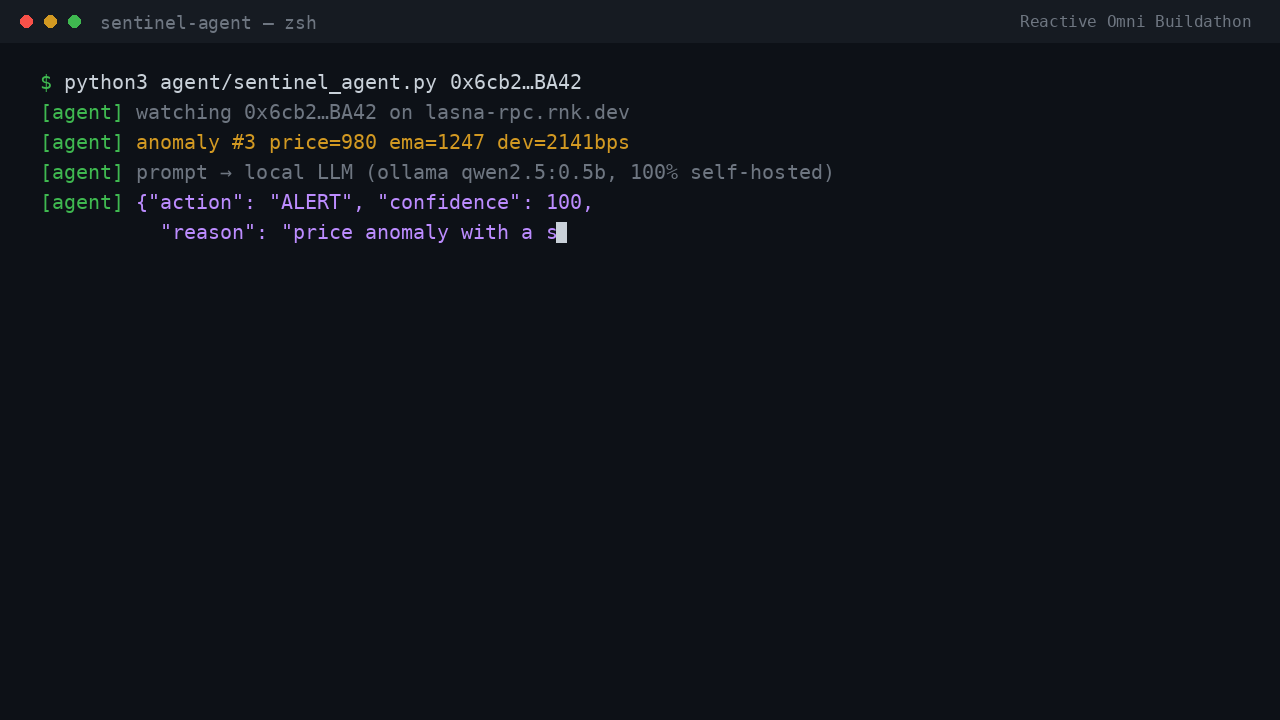 sentinel-agent — zsh
Reactive Omni Buildathon
$ python3 agent/sentinel_agent.py 0x6cb2…BA42
[agent] watching 0x6cb2…BA42 on lasna-rpc.rnk.dev
[agent] anomaly #3 price=980 ema=1247 dev=2141bps
[agent] prompt → local LLM (ollama qwen2.5:0.5b, 100% self-hosted)
[agent] {"action": "ALERT", "confidence": 100,
"reason": "price anomaly with a s